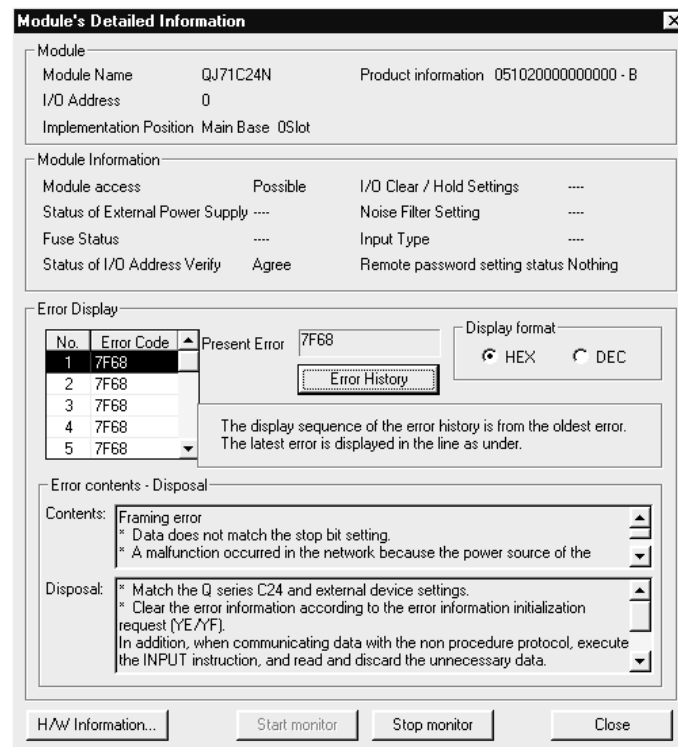 Module's Detailed Information
Module
Module Name QJ71C24N Product information 051020000000000 - B
I/O Address 0
Implementation Position Main Base 0Slot
Module Information
Module access Possible I/O Clear / Hold Settings ----
Status of External Power Supply ---- Noise Filter Setting ----
Fuse Status ---- Input Type ----
Status of I/O Address Verify Agree Remote password setting status Nothing
Error Display
No. Error Code Present Error 7F68 Display format
1 7F68 HEX DEC
2 7F68 Error History
3 7F68
4 7F68 The display sequence of the error history is from the oldest error.
5 7F68 The latest error is displayed in the line as under.
Error contents - Disposal
Contents: Framing error
* Data does not match the stop bit setting.
* A malfunction occurred in the network because the power source of the
Disposal: * Match the Q series C24 and external device settings.
* Clear the error information according to the error information initialization
request (YE/YF).
In addition, when communicating data with the non procedure protocol, execute
the INPUT instruction, and read and discard the unnecessary data.
H/W Information... Start monitor Stop monitor Close